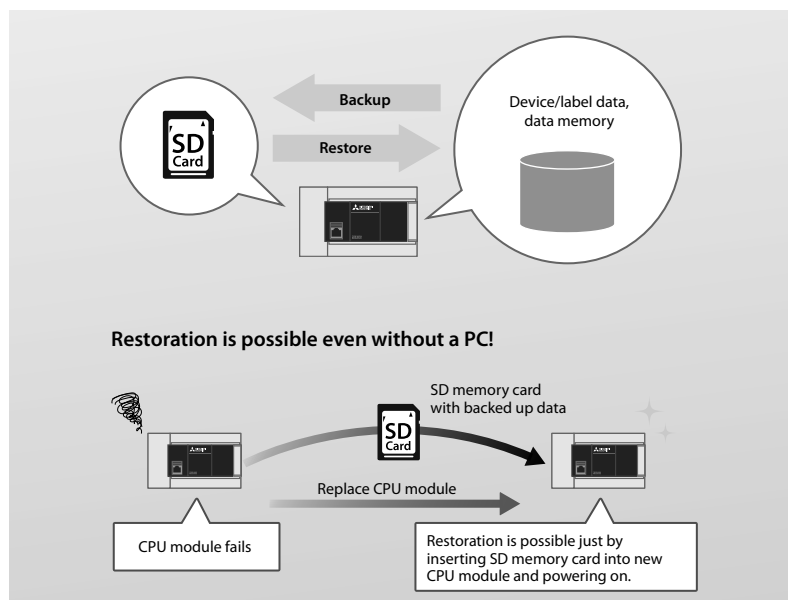 Backup
Restore
SD
Card
Device/label data,
data memory
Restoration is possible even without a PC!
SD memory card
with backed up data
SD
Card
Replace CPU module
CPU module fails
Restoration is possible just by
inserting SD memory card into new
CPU module and powering on.